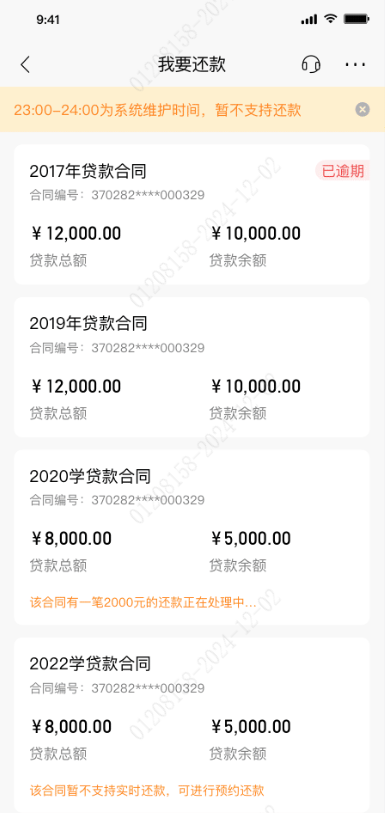 9:41
我要还款
23:00-24:00为系统维护时间，暂不支持还款
2017年贷款合同
已逾期
合同编号：370282****000329
¥12,000.00 ¥10,000.00
贷款总额 贷款余额
2019年贷款合同
合同编号：370282****000329
¥12,000.00 ¥10,000.00
贷款总额 贷款余额
2020学贷款合同
合同编号：370282****000329
¥8,000.00 ¥5,000.00
贷款总额 贷款余额
该合同有一笔2000元的还款正在处理中...
2022学贷款合同
合同编号：370282****000329
¥8,000.00 ¥5,000.00
贷款总额 贷款余额
该合同暂不支持实时还款，可进行预约还款
01208158-2024-12-02